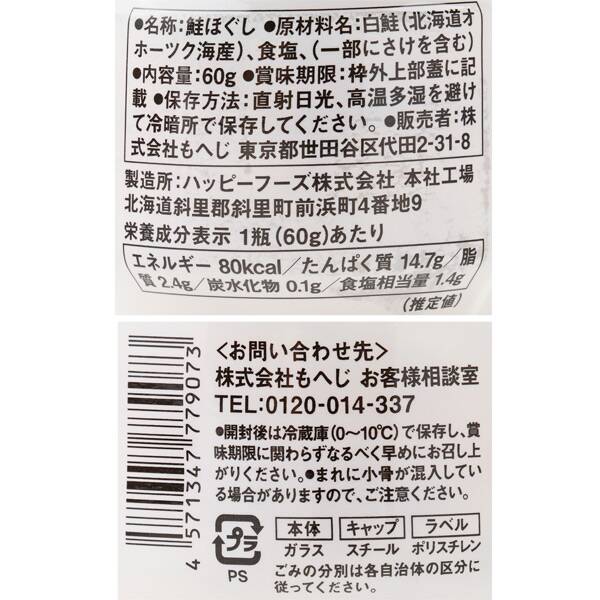 ●名称:鮭ほぐし ●原材料名:白鮭(北海道オ
ホーツク海産)、食塩、(一部にさけを含む)
●内容量:60g ●賞味期限:枠外上部蓋に記
載 ●保存方法:直射日光、高温多湿を避け
て冷暗所で保存してください。●販売者:株
式会社もへじ 東京都世田谷区代田2-31-8
製造所:ハッピーフーズ株式会社 本社工場
北海道斜里郡斜里町前浜町4番地9
栄養成分表示 1瓶(60g)あたり
エネルギー 80kcal/たんぱく質 14.7g/脂
質 2.4g/炭水化物 0.1g/食塩相当量 1.4g
(推定値)
<お問い合わせ先>
株式会社もへじ お客様相談室
TEL:0120-014-337
●開封後は冷蔵庫(0〜10℃)で保存し、賞
味期限に関わらずなるべく早めにお召し上
がりください。●まれに小骨が混入してい
る場合がありますので、ご注意ください。
4 571347 779073
プラ
PS
本体 キャップ ラベル
ガラス スチール ポリスチレン
ごみの分別は各自治体の区分に
従ってください。